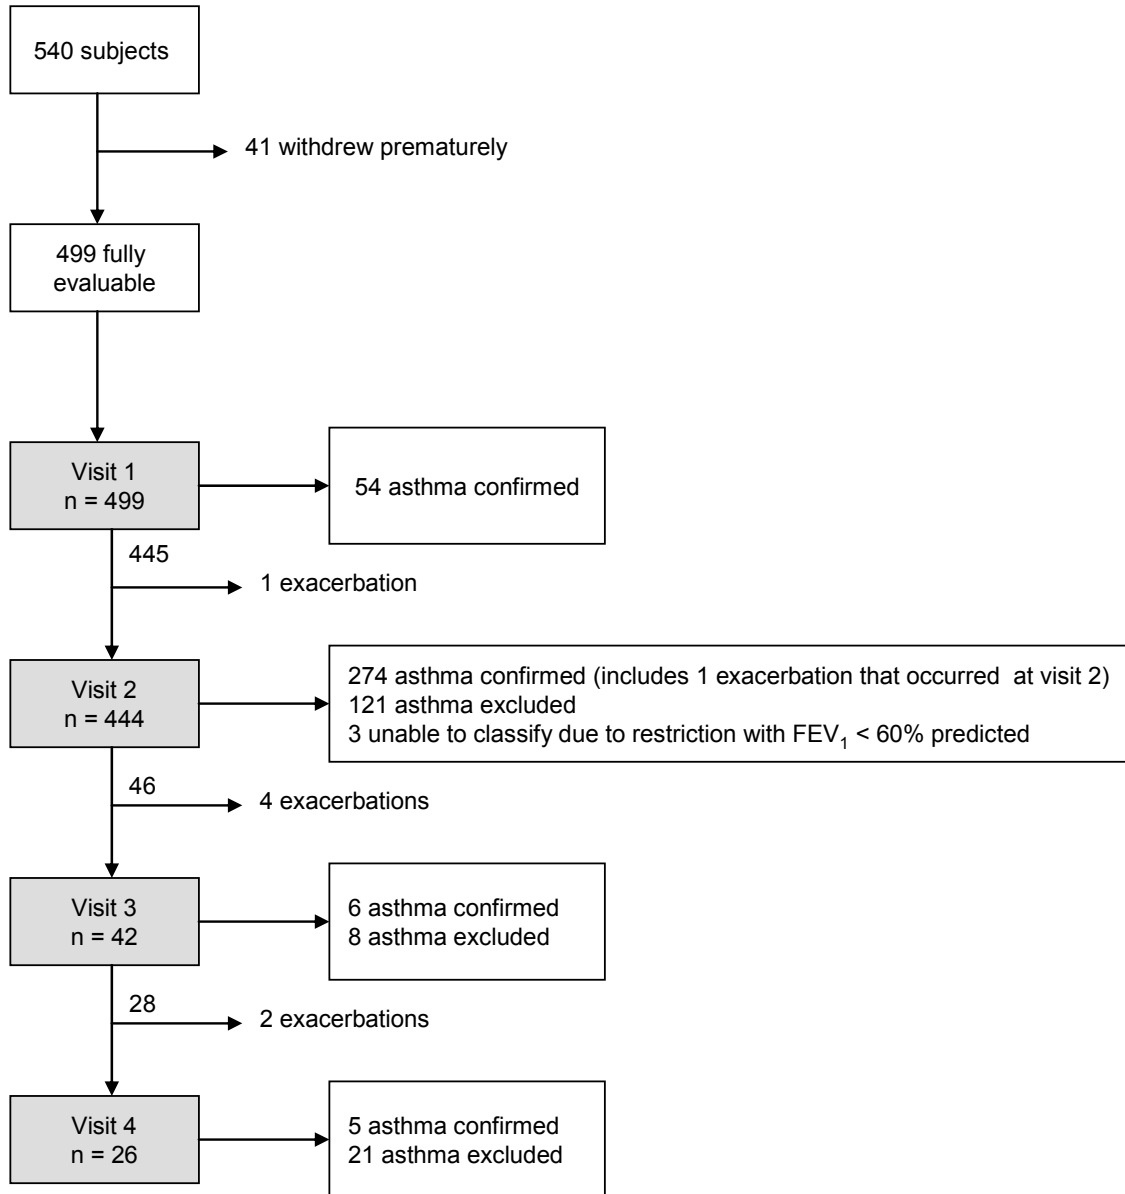 540 subjects
41 withdrew prematurely
499 fully
evaluable
Visit 1
n = 499
54 asthma confirmed
445
1 exacerbation
Visit 2
n = 444
274 asthma confirmed (includes 1 exacerbation that occurred at visit 2)
121 asthma excluded
3 unable to classify due to restriction with FEV₁ < 60% predicted
46
4 exacerbations
Visit 3
n = 42
6 asthma confirmed
8 asthma excluded
28
2 exacerbations
Visit 4
n = 26
5 asthma confirmed
21 asthma excluded